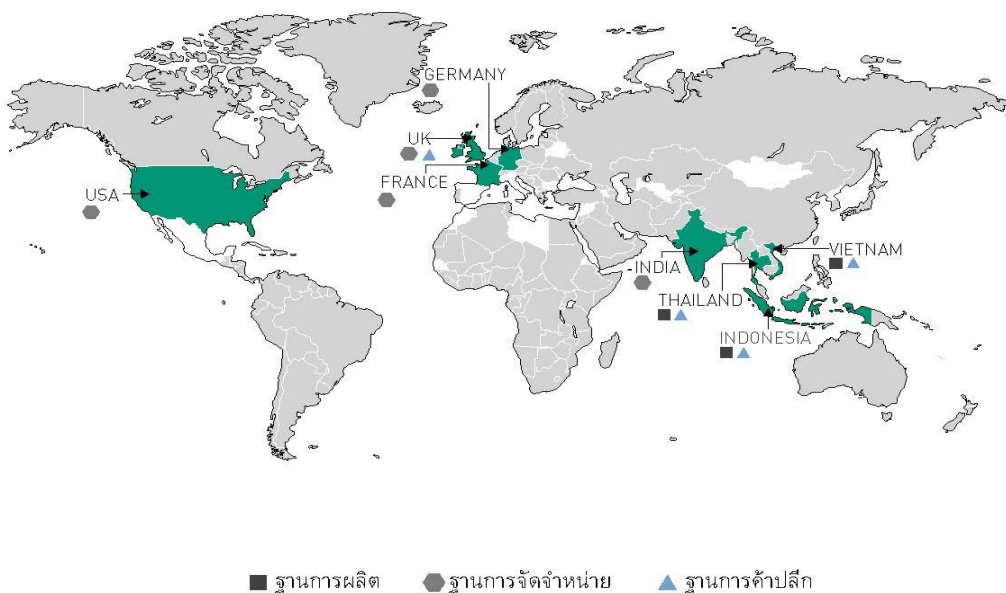 GERMANY
UK
FRANCE
USA
INDIA
VIETNAM
THAILAND
INDONESIA
ฐานการผลิต ฐานการจัดจำหน่าย ฐานการค้าปลีก